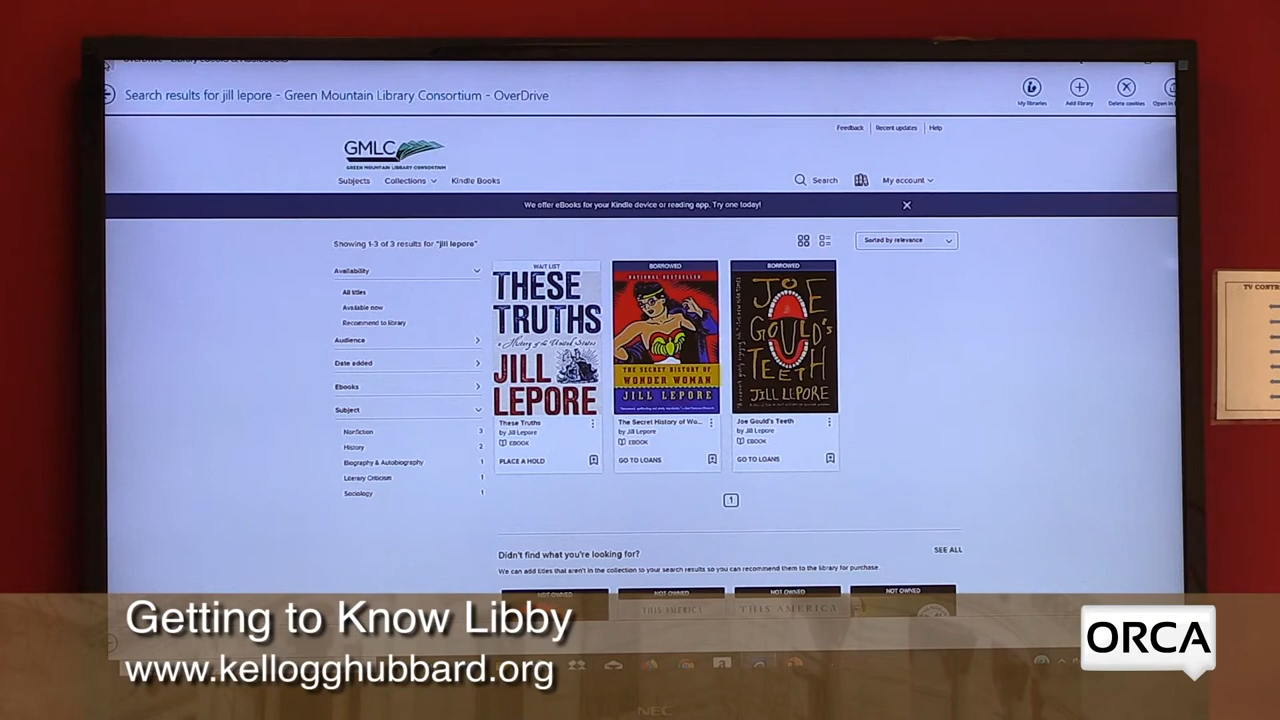 Search results for jill lepore - Green Mountain Library Consortium - OverDrive
My libraries
Add library
Delete cookies
Open in
Feedback | Recent updates | Help
GMLC
GREEN MOUNTAIN LIBRARY CONSORTIUM
Subjects Collections Kindle Books
Search My account
We offer eBooks for your Kindle device or reading app. Try one today!
Showing 1-3 of 3 results for "jill lepore"
Sorted by relevance
Availability
All titles
Available now
Recommend to library
Audience
Date added
Ebooks
Subject
Nonfiction 3
History 2
Biography & Autobiography 1
Literary Criticism 1
Sociology 1
WAIT LIST
THESE
TRUTHS
a History of the United States
JILL
LEPORE
These Truths
by Jill Lepore
EBOOK
PLACE A HOLD
BORROWED
NATIONAL BESTSELLER
THE SECRET HISTORY OF
WONDER WOMAN
JILL LEPORE
The Secret History of Wo...
by Jill Lepore
EBOOK
GO TO LOANS
BORROWED
JOE
GOULD'S
TEETH
JILL LEPORE
Joe Gould's Teeth
by Jill Lepore
EBOOK
GO TO LOANS
1
Didn't find what you're looking for?
SEE ALL
We can add titles that aren't in the collection to your search results so you can recommend them to the library for purchase.
NOT OWNED
NOT OWNED
NOT OWNED
NOT OWNED
THIS AMERICA
THIS AMERICA
TV CONTR
Getting to Know Libby
www.kellogghubbard.org
ORCA
NEC